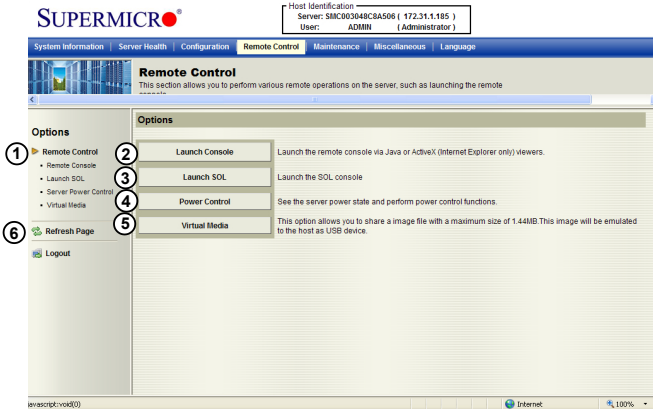 SUPERMICRO®
Host Identification
Server: SMC003048C8A506 ( 172.31.1.185 )
User: ADMIN ( Administrator )
System Information | Server Health | Configuration | Remote Control | Maintenance | Miscellaneous | Language
Remote Control
This section allows you to perform various remote operations on the server, such as launching the remote
console
Options
Options
1 Remote Control
• Remote Console
• Launch SOL
• Server Power Control
• Virtual Media
6 Refresh Page
Logout
2 Launch Console Launch the remote console via Java or ActiveX (Internet Explorer only) viewers.
3 Launch SOL Launch the SOL console
4 Power Control See the server power state and perform power control functions.
5 Virtual Media This option allows you to share a image file with a maximum size of 1.44MB.This image will be emulated
to the host as USB device.
avascript:void(0)
Internet
100%